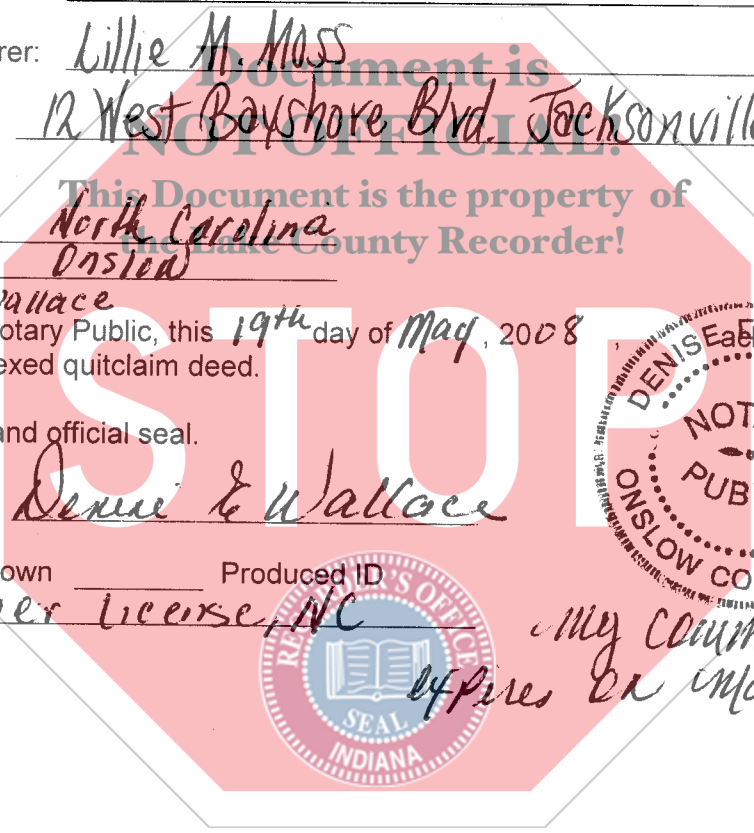 rer: Lillie M. Moss
Document is
12 West Bayshore Blvd. Jacksonville
NOT OFFICIAL!
This Document is the property of
North Carolina
the Lake County Recorder!
Onslow
Wallace
otary Public, this 19th day of May, 2008,
exed quitclaim deed.
STOP
and official seal.
Denise E Wallace
own Produced ID
er License, NC
My comm
expires on Ma
DENISE E
NOTA
PUB
ONSLOW CO
RECORDER'S OFFICE
SEAL
INDIANA